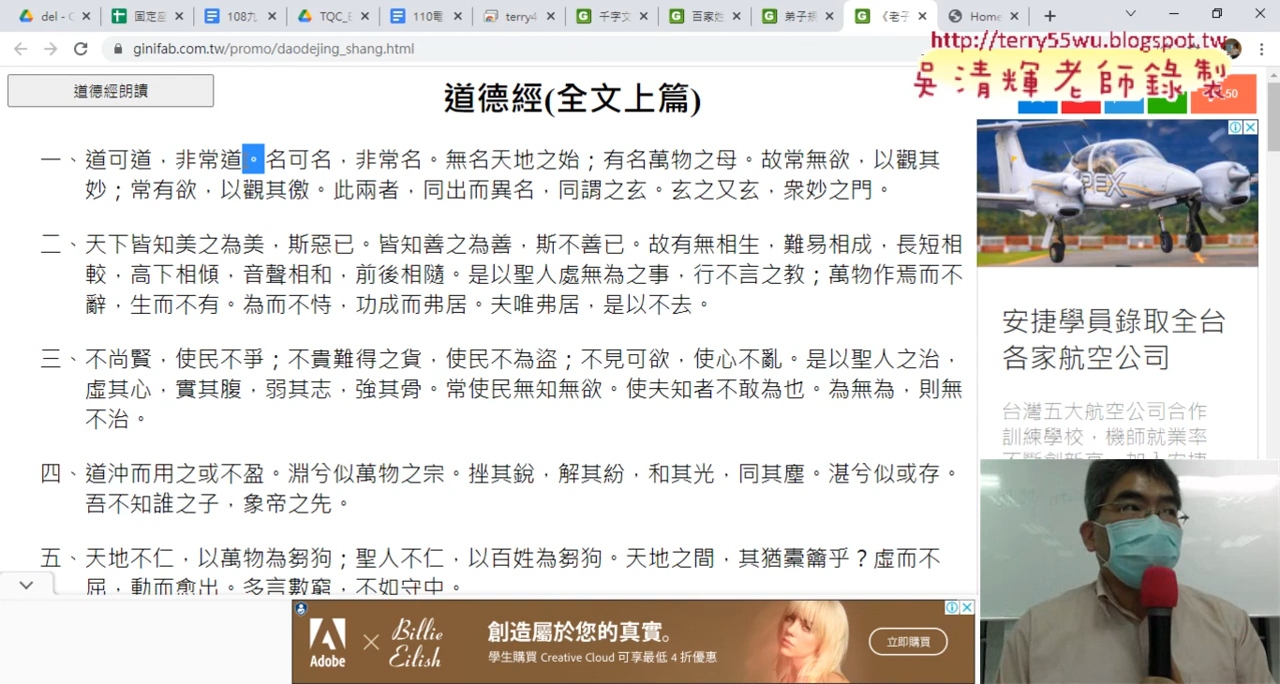 del - G
固定座
108九
TQC_E
110電
terry4
千字文
百家姓
弟子規
《老子
Home
ginifab.com.tw/promo/daodejing_shang.html
http://terry55wu.blogspot.tw
吳清輝老師錄製
50
道德經朗讀
道德經(全文上篇)
一、道可道，非常道。名可名，非常名。無名天地之始；有名萬物之母。故常無欲，以觀其
妙；常有欲，以觀其徼。此兩者，同出而異名，同謂之玄。玄之又玄，衆妙之門。
二、天下皆知美之為美，斯惡已。皆知善之為善，斯不善已。故有無相生，難易相成，長短相
較，高下相傾，音聲相和，前後相隨。是以聖人處無為之事，行不言之教；萬物作焉而不
辭，生而不有。為而不恃，功成而弗居。夫唯弗居，是以不去。
三、不尚賢，使民不爭；不貴難得之貨，使民不為盜；不見可欲，使心不亂。是以聖人之治，
虛其心，實其腹，弱其志，強其骨。常使民無知無欲。使夫知者不敢為也。為無為，則無
不治。
四、道沖而用之或不盈。淵兮似萬物之宗。挫其銳，解其紛，和其光，同其塵。湛兮似或存。
吾不知誰之子，象帝之先。
五、天地不仁，以萬物為芻狗；聖人不仁，以百姓為芻狗。天地之間，其猶橐籥乎？虛而不
屈，動而愈出。多言數窮，不如守中。
APEX
安捷學員錄取全台
各家航空公司
台灣五大航空公司合作
訓練學校，機師就業率
Adobe
Billie
Eilish
創造屬於您的真實。
學生購買 Creative Cloud 可享最低 4 折優惠
立即購買